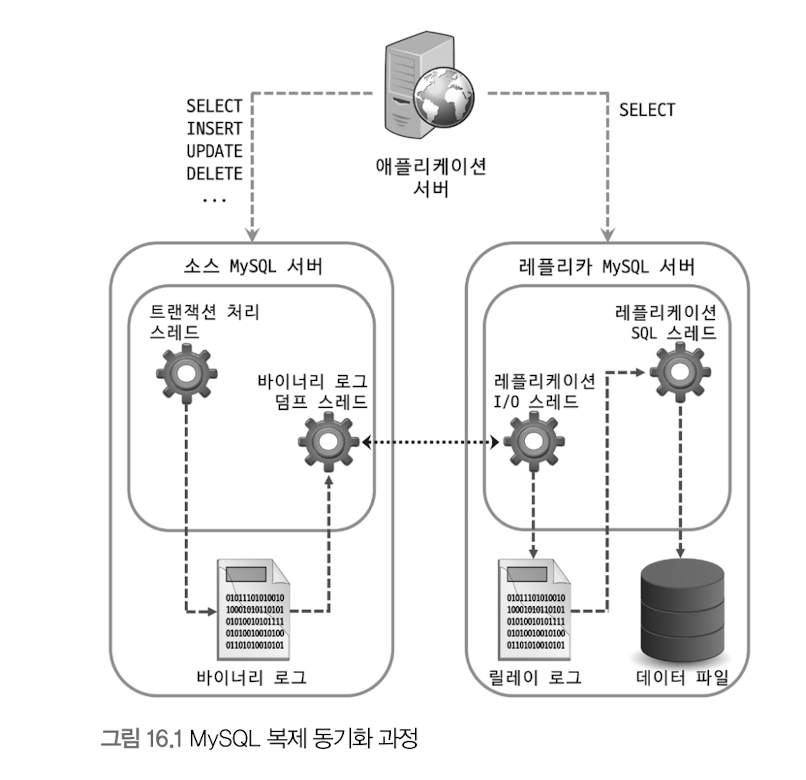 애플리케이션
서버
SELECT
INSERT
UPDATE
DELETE
...
SELECT
소스 MySQL 서버
트랜잭션 처리
스레드
바이너리 로그
덤프 스레드
01011101010010
10001010110101
01010010101111
01010010010100
01101010010101
바이너리 로그
레플리카 MySQL 서버
레플리케이션
SQL 스레드
레플리케이션
I/O 스레드
01011101010010
10001010110101
01010010101111
01010010010100
01101010010101
릴레이 로그
데이터 파일
그림 16.1 MySQL 복제 동기화 과정